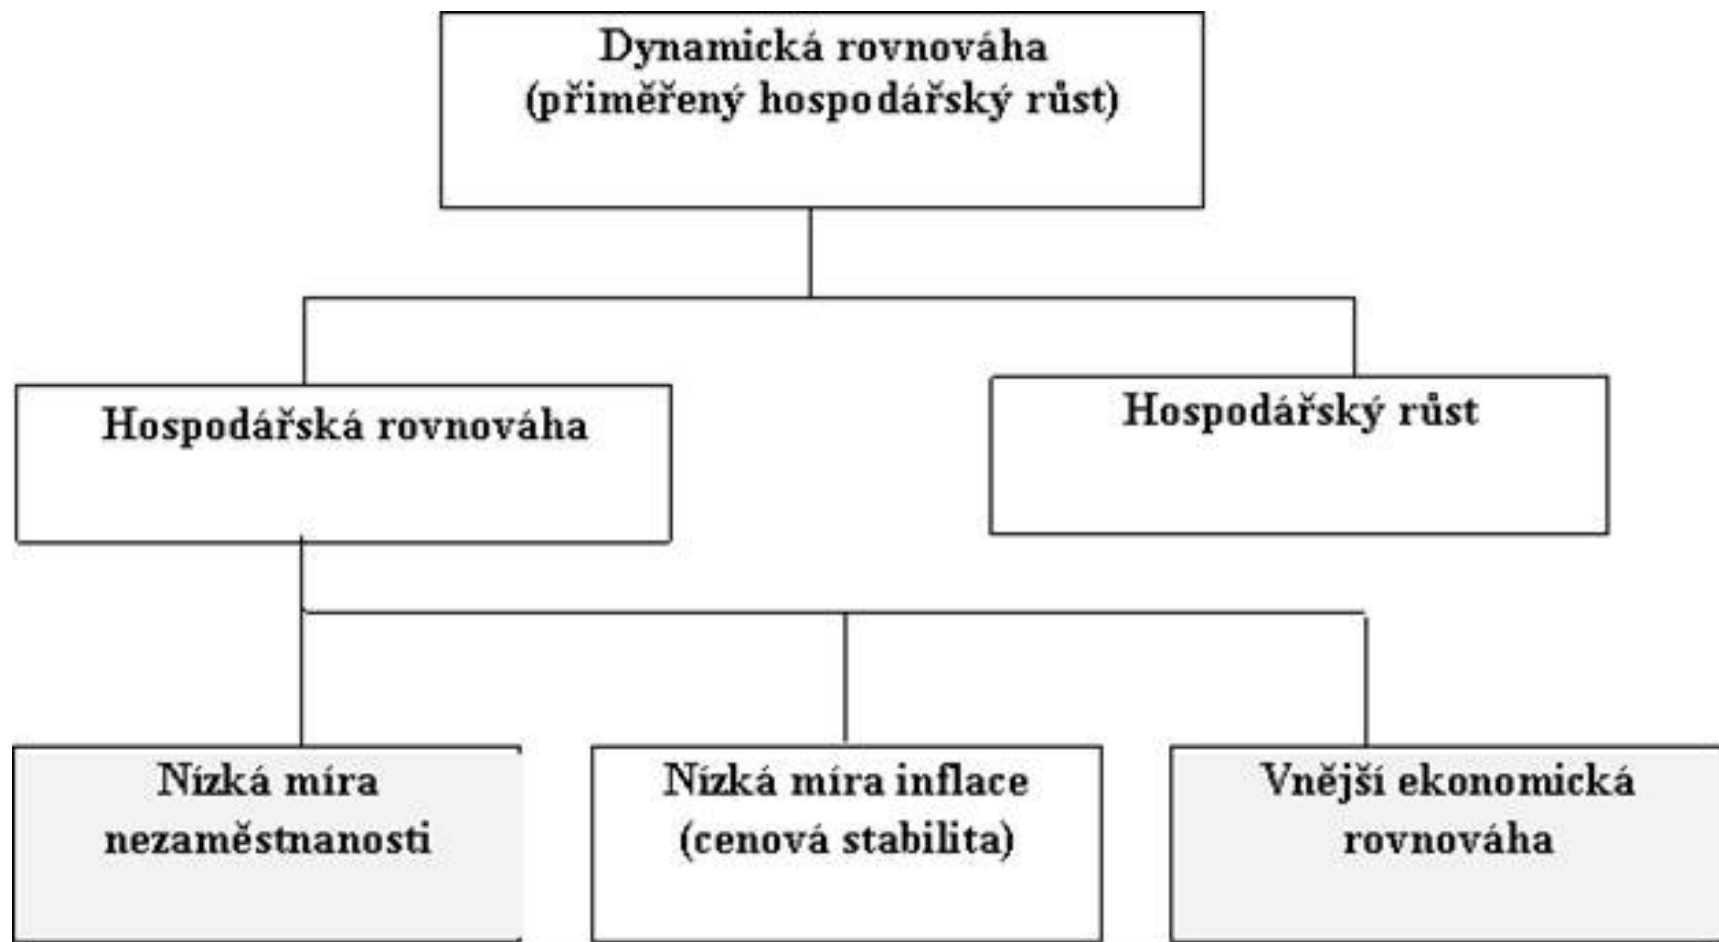 Dynamická rovnováha
(přiměřený hospodářský růst)
Hospodářská rovnováha
Hospodářský růst
Nízká míra
nezaměstnanosti
Nízká míra inflace
(cenová stabilita)
Vnější ekonomická
rovnováha